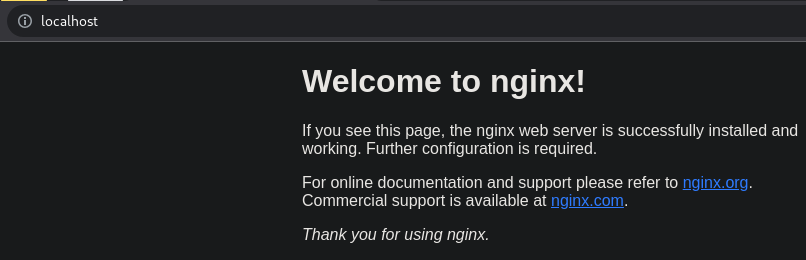 localhost
Welcome to nginx!
If you see this page, the nginx web server is successfully installed and
working. Further configuration is required.
For online documentation and support please refer to nginx.org.
Commercial support is available at nginx.com.
Thank you for using nginx.